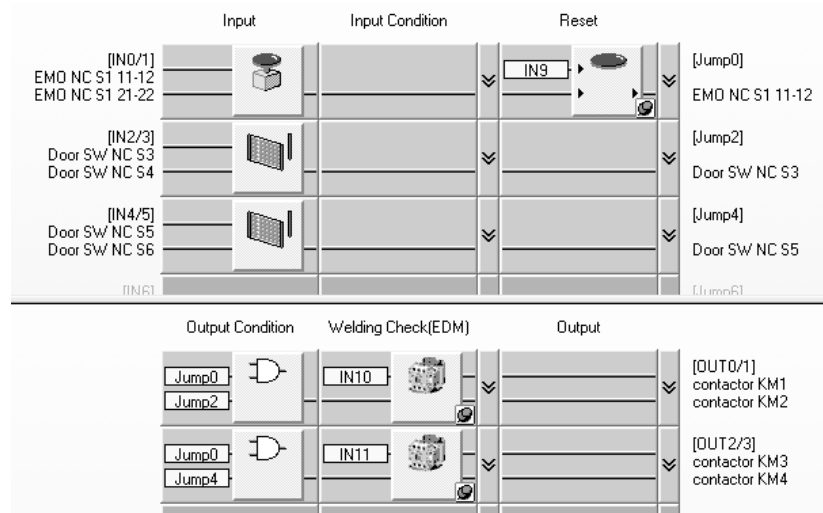 Input Input Condition Reset
[IN0/1]
EMO NC S1 11-12
EMO NC S1 21-22
IN9
[Jump0]
EMO NC S1 11-12
[IN2/3]
Door SW NC S3
Door SW NC S4
[Jump2]
Door SW NC S3
[IN4/5]
Door SW NC S5
Door SW NC S6
[Jump4]
Door SW NC S5
[IN6]
[Jump6]
Output Condition Welding Check(EDM) Output
Jump0
Jump2
IN10
[OUT0/1]
contactor KM1
contactor KM2
Jump0
Jump4
IN11
[OUT2/3]
contactor KM3
contactor KM4